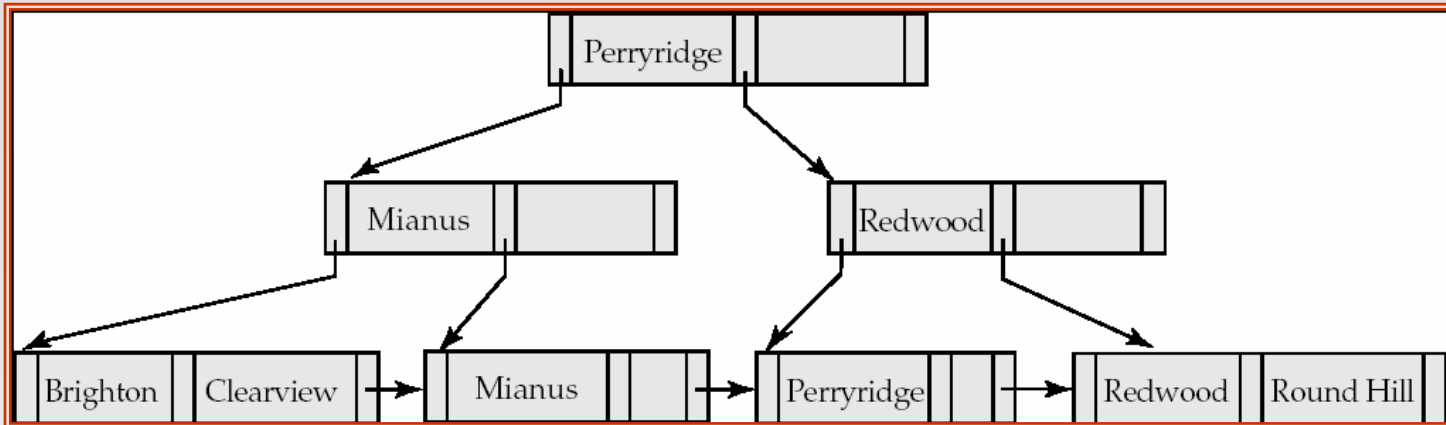 Perryridge
Mianus
Redwood
Brighton
Clearview
Mianus
Perryridge
Redwood
Round Hill